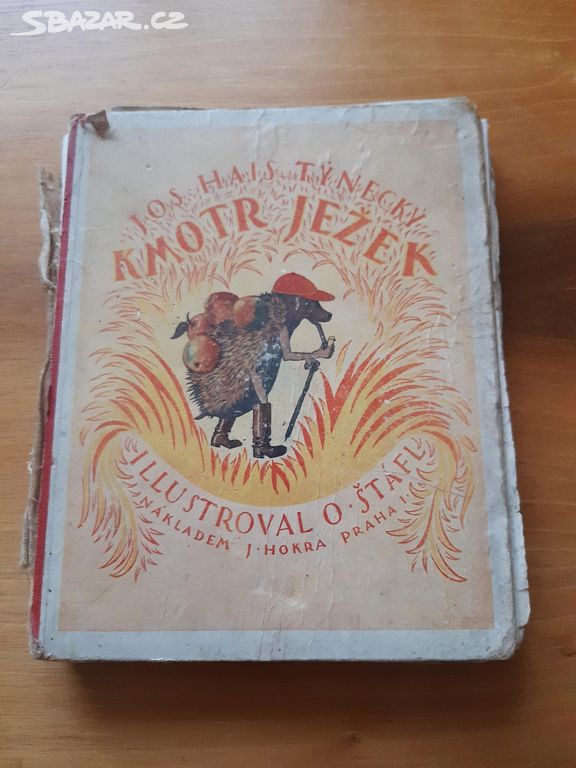 SBAZAR.CZ
JOS. HAIS TÝNECKÝ
KMOTR JEŽEK
ILLUSTROVAL O. ŠTÁFL
NÁKLADEM J. HOKRA PRAHA I.